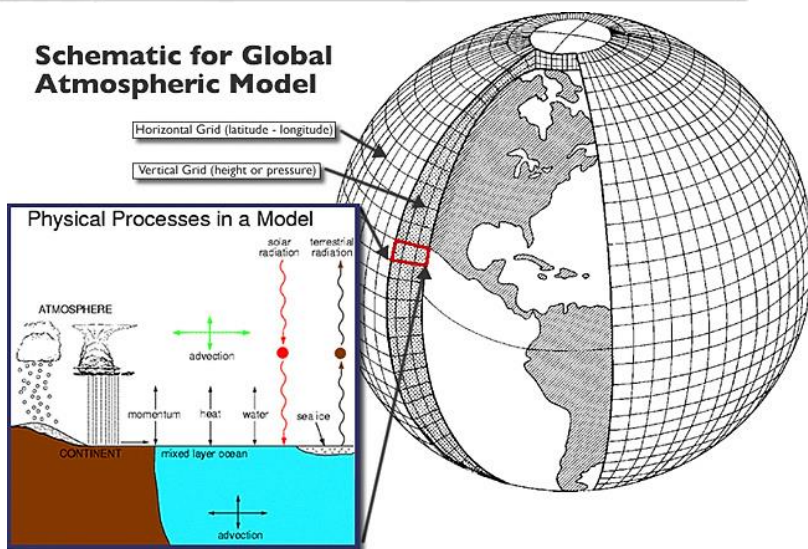 Schematic for Global
Atmospheric Model
Horizontal Grid (latitude - longitude)
Vertical Grid (height or pressure)
Physical Processes in a Model
solar
radiation
terrestrial
radiation
ATMOSPHERE
advection
momentum
heat
water
sea ice
CONTINENT
mixed layer ocean
advection